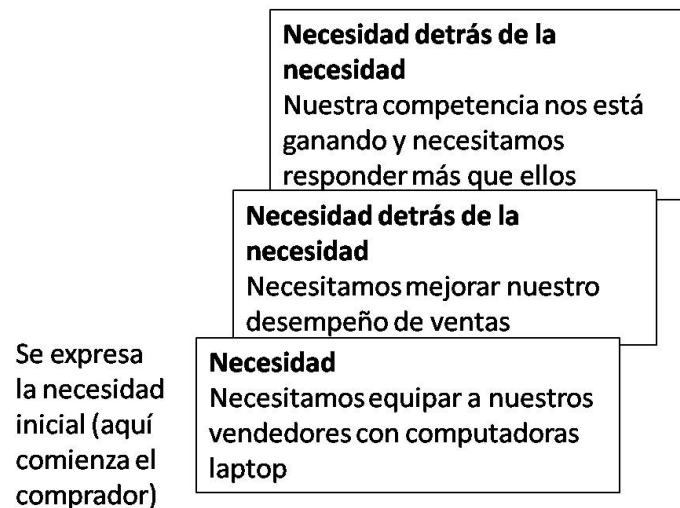 Necesidad detrás de la
necesidad
Nuestra competencia nos está
ganando y necesitamos
responder más que ellos
Necesidad detrás de la
necesidad
Necesitamos mejorar nuestro
desempeño de ventas
Se expresa
la necesidad
inicial (aquí
comienza el
comprador)
Necesidad
Necesitamos equipar a nuestros
vendedores con computadoras
laptop